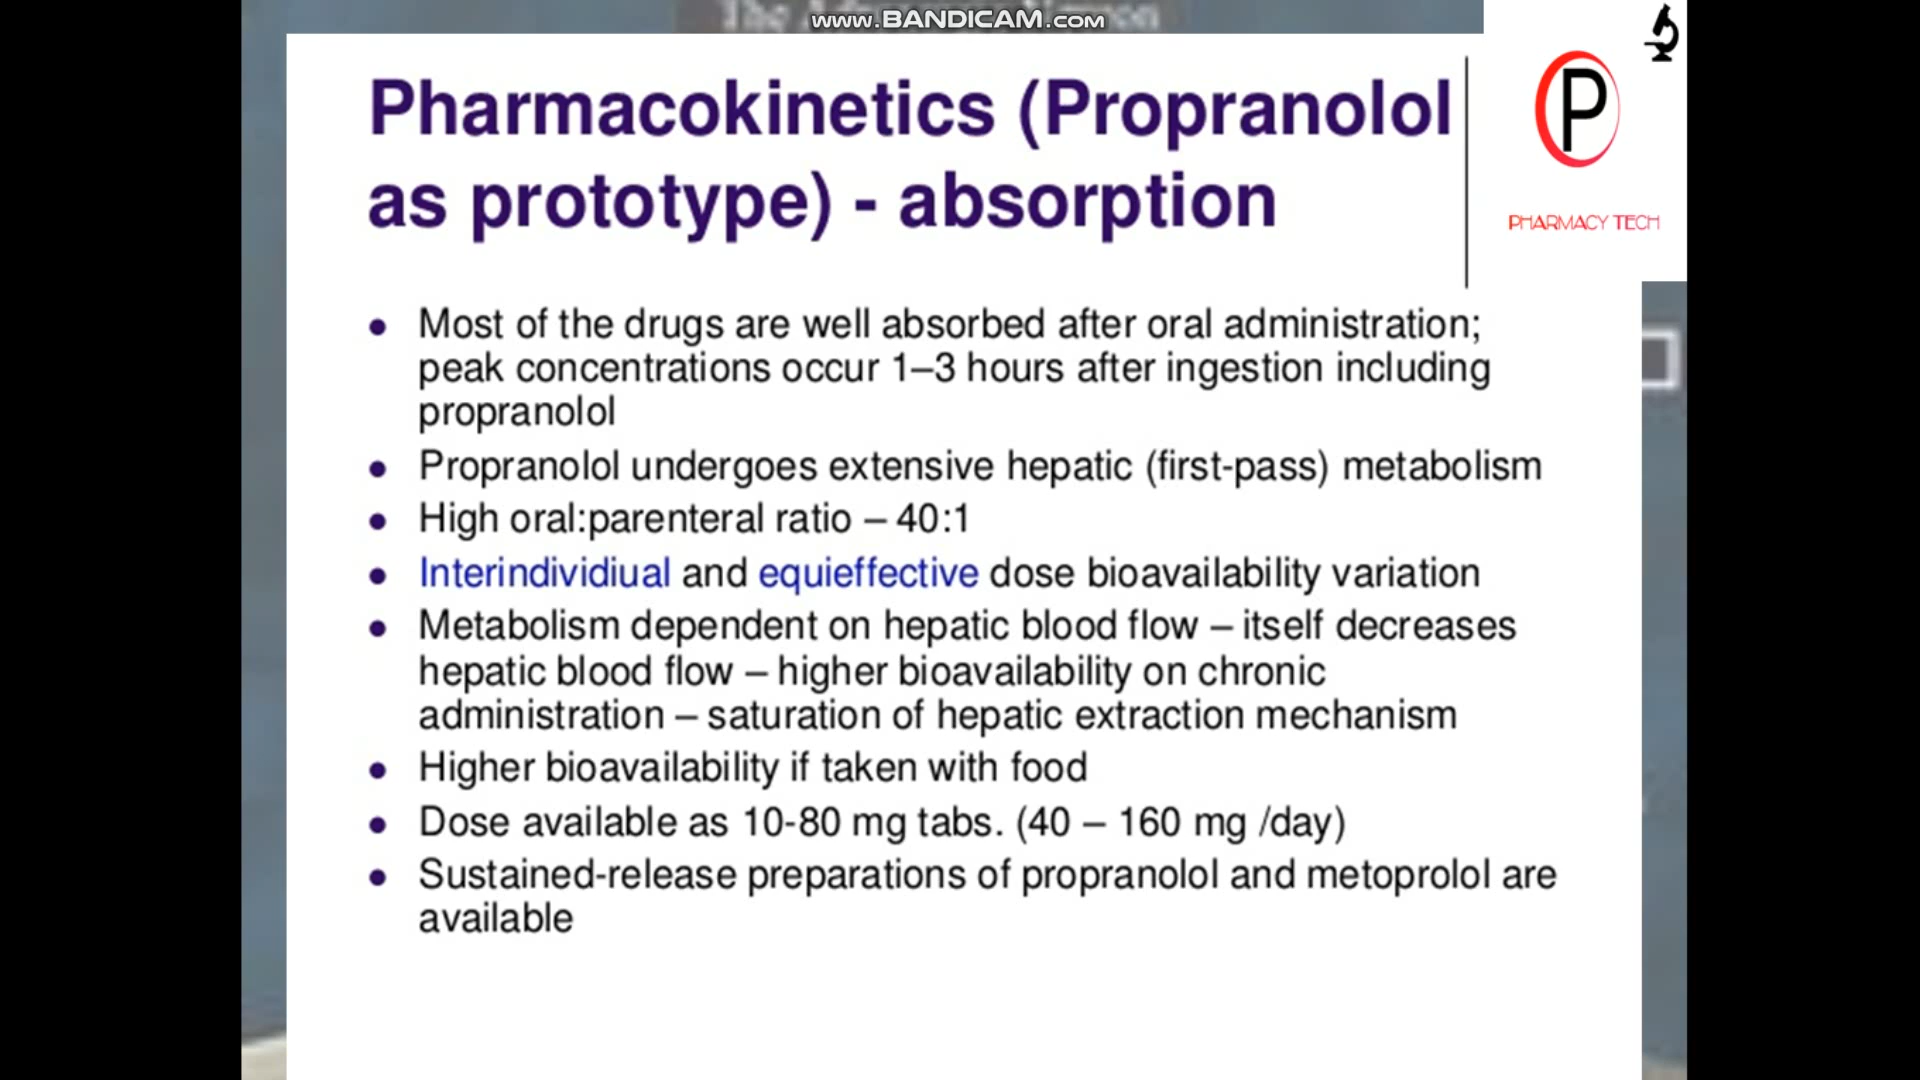 www.BANDICAM.com
Pharmacokinetics (Propranolol
as prototype) - absorption
P
PHARMACY TECH
● Most of the drugs are well absorbed after oral administration;
peak concentrations occur 1–3 hours after ingestion including
propranolol
● Propranolol undergoes extensive hepatic (first-pass) metabolism
● High oral:parenteral ratio – 40:1
● Interindividiual and equieffective dose bioavailability variation
● Metabolism dependent on hepatic blood flow – itself decreases
hepatic blood flow – higher bioavailability on chronic
administration – saturation of hepatic extraction mechanism
● Higher bioavailability if taken with food
● Dose available as 10-80 mg tabs. (40 – 160 mg /day)
● Sustained-release preparations of propranolol and metoprolol are
available